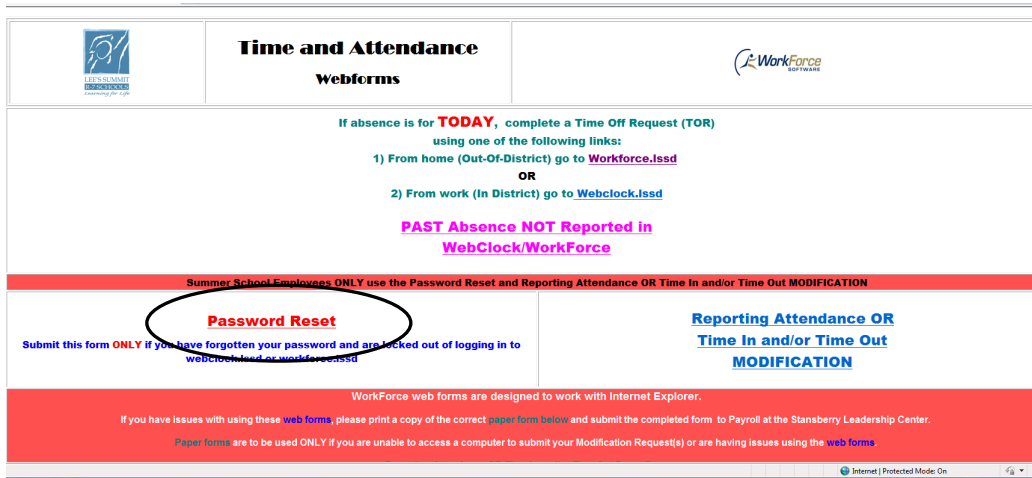 LEE'S SUMMIT
R-7 SCHOOLS
Learning for Life
Time and Attendance
Webforms
WorkForce
SOFTWARE
If absence is for TODAY, complete a Time Off Request (TOR)
using one of the following links:
1) From home (Out-Of-District) go to Workforce.lssd
OR
2) From work (In District) go to Webclock.lssd
PAST Absence NOT Reported in
WebClock/WorkForce
Summer School Employees ONLY use the Password Reset and Reporting Attendance OR Time In and/or Time Out MODIFICATION
Password Reset
Submit this form ONLY if you have forgotten your password and are locked out of logging in to
webclock.lssd or workforce.lssd
Reporting Attendance OR
Time In and/or Time Out
MODIFICATION
WorkForce web forms are designed to work with Internet Explorer.
If you have issues with using these web forms, please print a copy of the correct paper form below and submit the completed form to Payroll at the Stansberry Leadership Center.
Paper forms are to be used ONLY if you are unable to access a computer to submit your Modification Request(s) or are having issues using the web forms.
Internet | Protected Mode: On